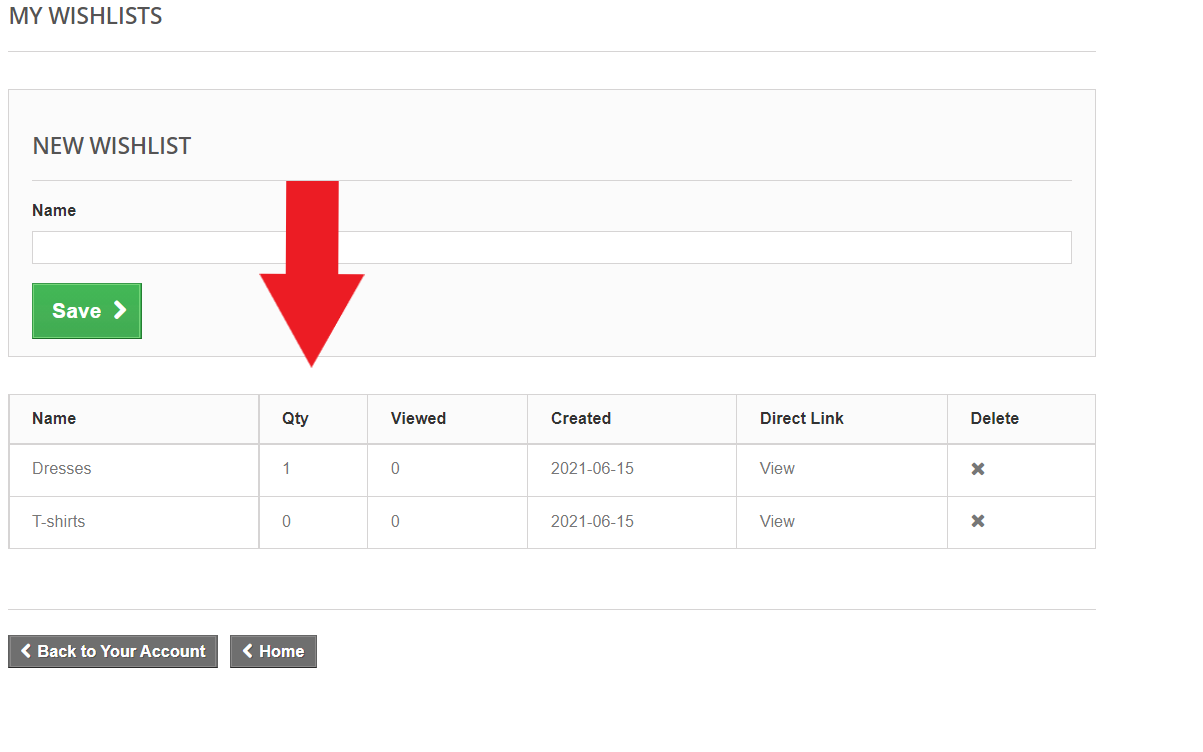 MY WISHLISTS
NEW WISHLIST
Name
Save
Name Qty Viewed Created Direct Link Delete
Dresses 1 0 2021-06-15 View
T-shirts 0 0 2021-06-15 View
Back to Your Account Home